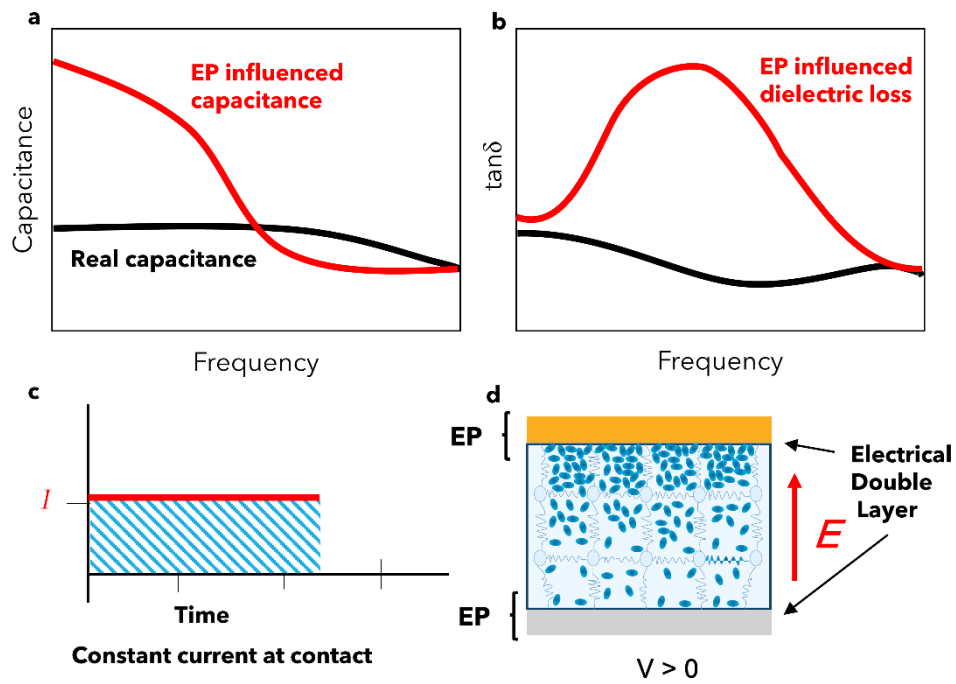 a
EP influenced
capacitance
Real capacitance
Capacitance
Frequency
b
EP influenced
dielectric loss
tanδ
Frequency
c
I
Time
Constant current at contact
d
EP
Electrical
Double
Layer
E
EP
V > 0